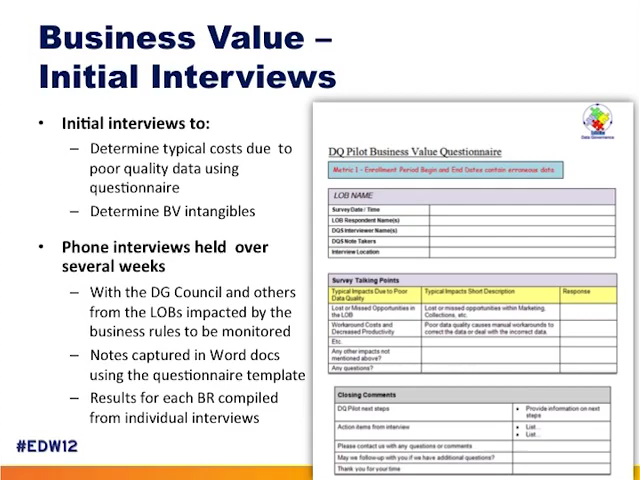 Business Value –
Initial Interviews
• Initial interviews to:
– Determine typical costs due to
poor quality data using
questionnaire
– Determine BV intangibles
• Phone interviews held over
several weeks
– With the DG Council and others
from the LOBs impacted by the
business rules to be monitored
– Notes captured in Word docs
using the questionnaire template
– Results for each BR compiled
from individual interviews
#EDW12
Data Governance
DQ Pilot Business Value Questionnaire
Metric 1 – Enrollment Period Begin and End Dates contain erroneous data.
LOB NAME
Survey Date / Time
LOB Respondent Name(s)
DQS Interviewer Name(s)
DQS Note Takers
Interview Location
Survey Talking Points
Typical Impacts Due to Poor Data Quality
Typical Impacts Short Description
Response
Lost or Missed Opportunities in the LOB
Lost or missed opportunities within Marketing, Collections, etc.
Workaround Costs and Decreased Productivity
Poor data quality causes manual workarounds to correct the data or deal with the incorrect data.
Etc.
Any other impacts not mentioned above?
Any questions?
Closing Comments
DQ Pilot next steps
• Provide information on next steps
Action items from interview
• List...
• List...
Please contact us with any questions or comments
May we follow-up with you if we have additional questions?
Thank you for your time